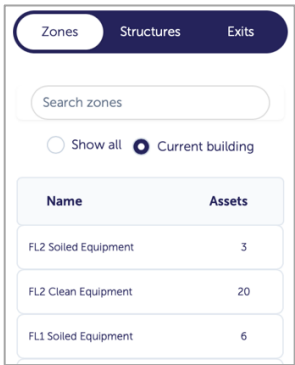 Zones Structures Exits
Search zones
Show all Current building
Name Assets
FL2 Soiled Equipment 3
FL2 Clean Equipment 20
FL1 Soiled Equipment 6